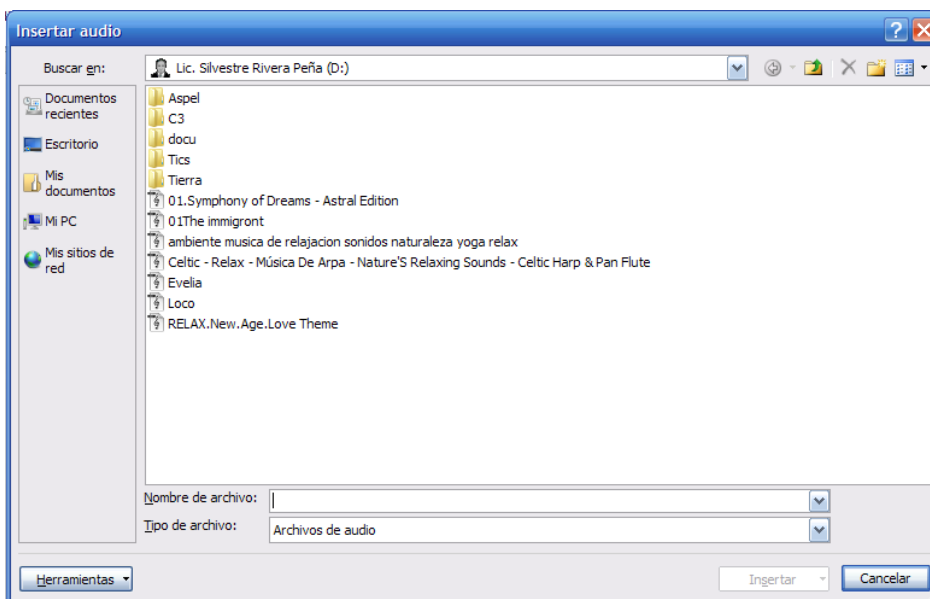 Insertar audio
Buscar en:
Lic. Silvestre Rivera Peña (D:)
Documentos
recientes
Escritorio
Mis
documentos
Mi PC
Mis sitios de
red
Aspel
C3
docu
Tics
Tierra
01.Symphony of Dreams - Astral Edition
01The immigront
ambiente musica de relajacion sonidos naturaleza yoga relax
Celtic - Relax - Música De Arpa - Nature'S Relaxing Sounds - Celtic Harp & Pan Flute
Evelia
Loco
RELAX.New.Age.Love Theme
Nombre de archivo:
Tipo de archivo:
Archivos de audio
Herramientas
Insertar
Cancelar